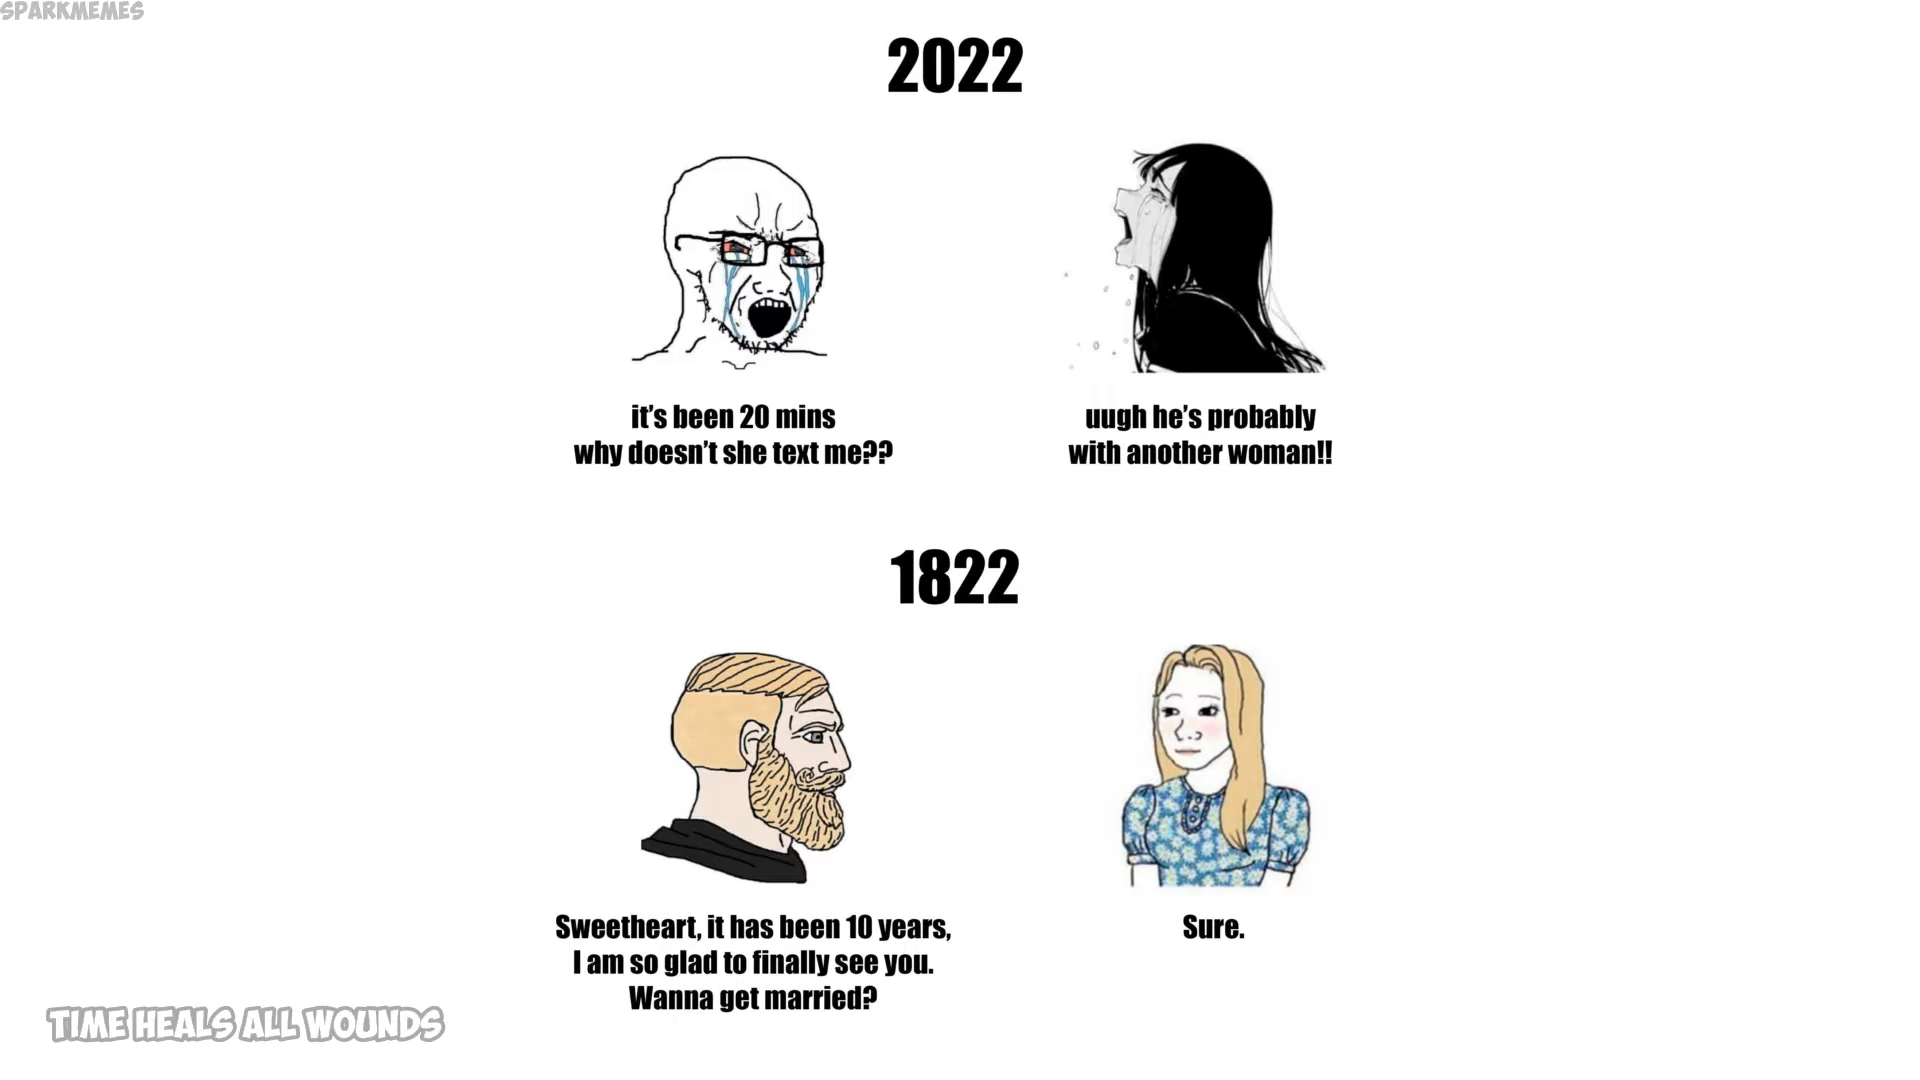 SPARKMEMES
2022
it's been 20 mins
why doesn't she text me??
uugh he's probably
with another woman!!
1822
Sweetheart, it has been 10 years,
I am so glad to finally see you.
Wanna get married?
Sure.
TIME HEALS ALL WOUNDS